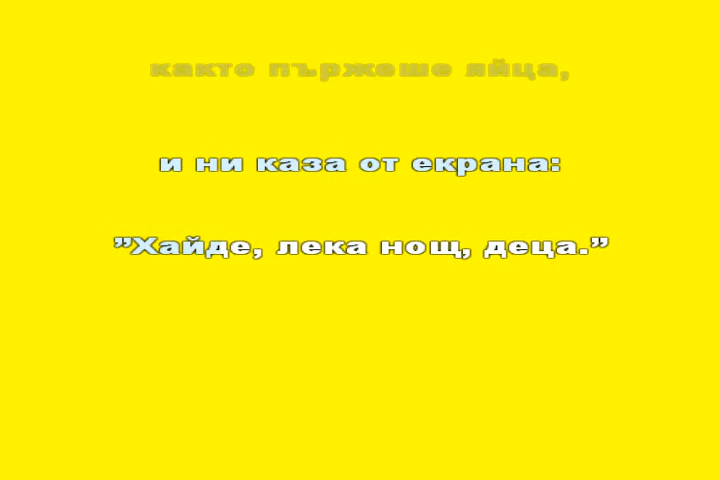 както пържеше яйца,
и ни каза от екрана:
”Хайде, лека нощ, деца.”